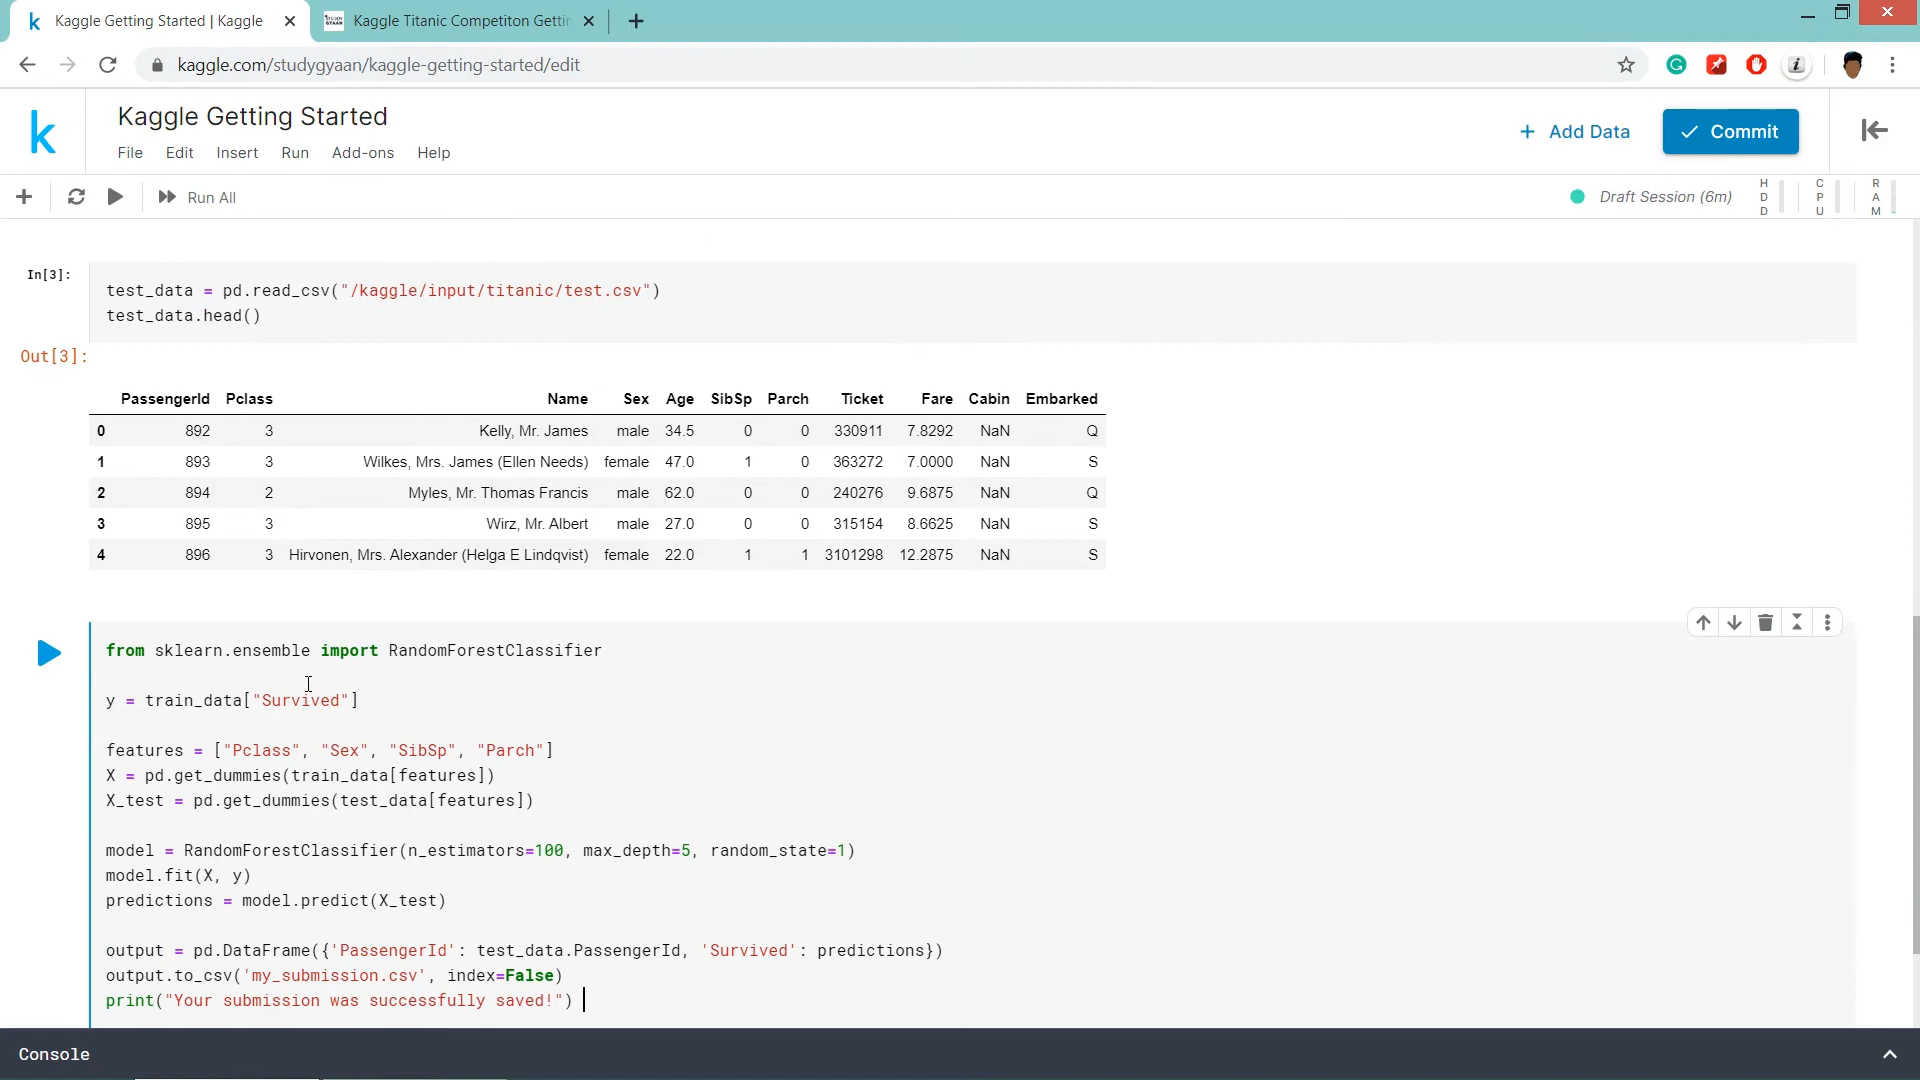 Kaggle Getting Started | Kaggle
Kaggle Titanic Competiton Getti
kaggle.com/studygyaan/kaggle-getting-started/edit
k
Kaggle Getting Started
File Edit Insert Run Add-ons Help
+ Add Data
Commit
Run All
Draft Session (6m)
HDD
CPU
RAM
In[3]:
test_data = pd.read_csv("/kaggle/input/titanic/test.csv")
test_data.head()
Out[3]:
PassengerId Pclass Name Sex Age SibSp Parch Ticket Fare Cabin Embarked
0 892 3 Kelly, Mr. James male 34.5 0 0 330911 7.8292 NaN Q
1 893 3 Wilkes, Mrs. James (Ellen Needs) female 47.0 1 0 363272 7.0000 NaN S
2 894 2 Myles, Mr. Thomas Francis male 62.0 0 0 240276 9.6875 NaN Q
3 895 3 Wirz, Mr. Albert male 27.0 0 0 315154 8.6625 NaN S
4 896 3 Hirvonen, Mrs. Alexander (Helga E Lindqvist) female 22.0 1 1 3101298 12.2875 NaN S
from sklearn.ensemble import RandomForestClassifier
y = train_data["Survived"]
features = ["Pclass", "Sex", "SibSp", "Parch"]
X = pd.get_dummies(train_data[features])
X_test = pd.get_dummies(test_data[features])
model = RandomForestClassifier(n_estimators=100, max_depth=5, random_state=1)
model.fit(X, y)
predictions = model.predict(X_test)
output = pd.DataFrame({'PassengerId': test_data.PassengerId, 'Survived': predictions})
output.to_csv('my_submission.csv', index=False)
print("Your submission was successfully saved!")
Console